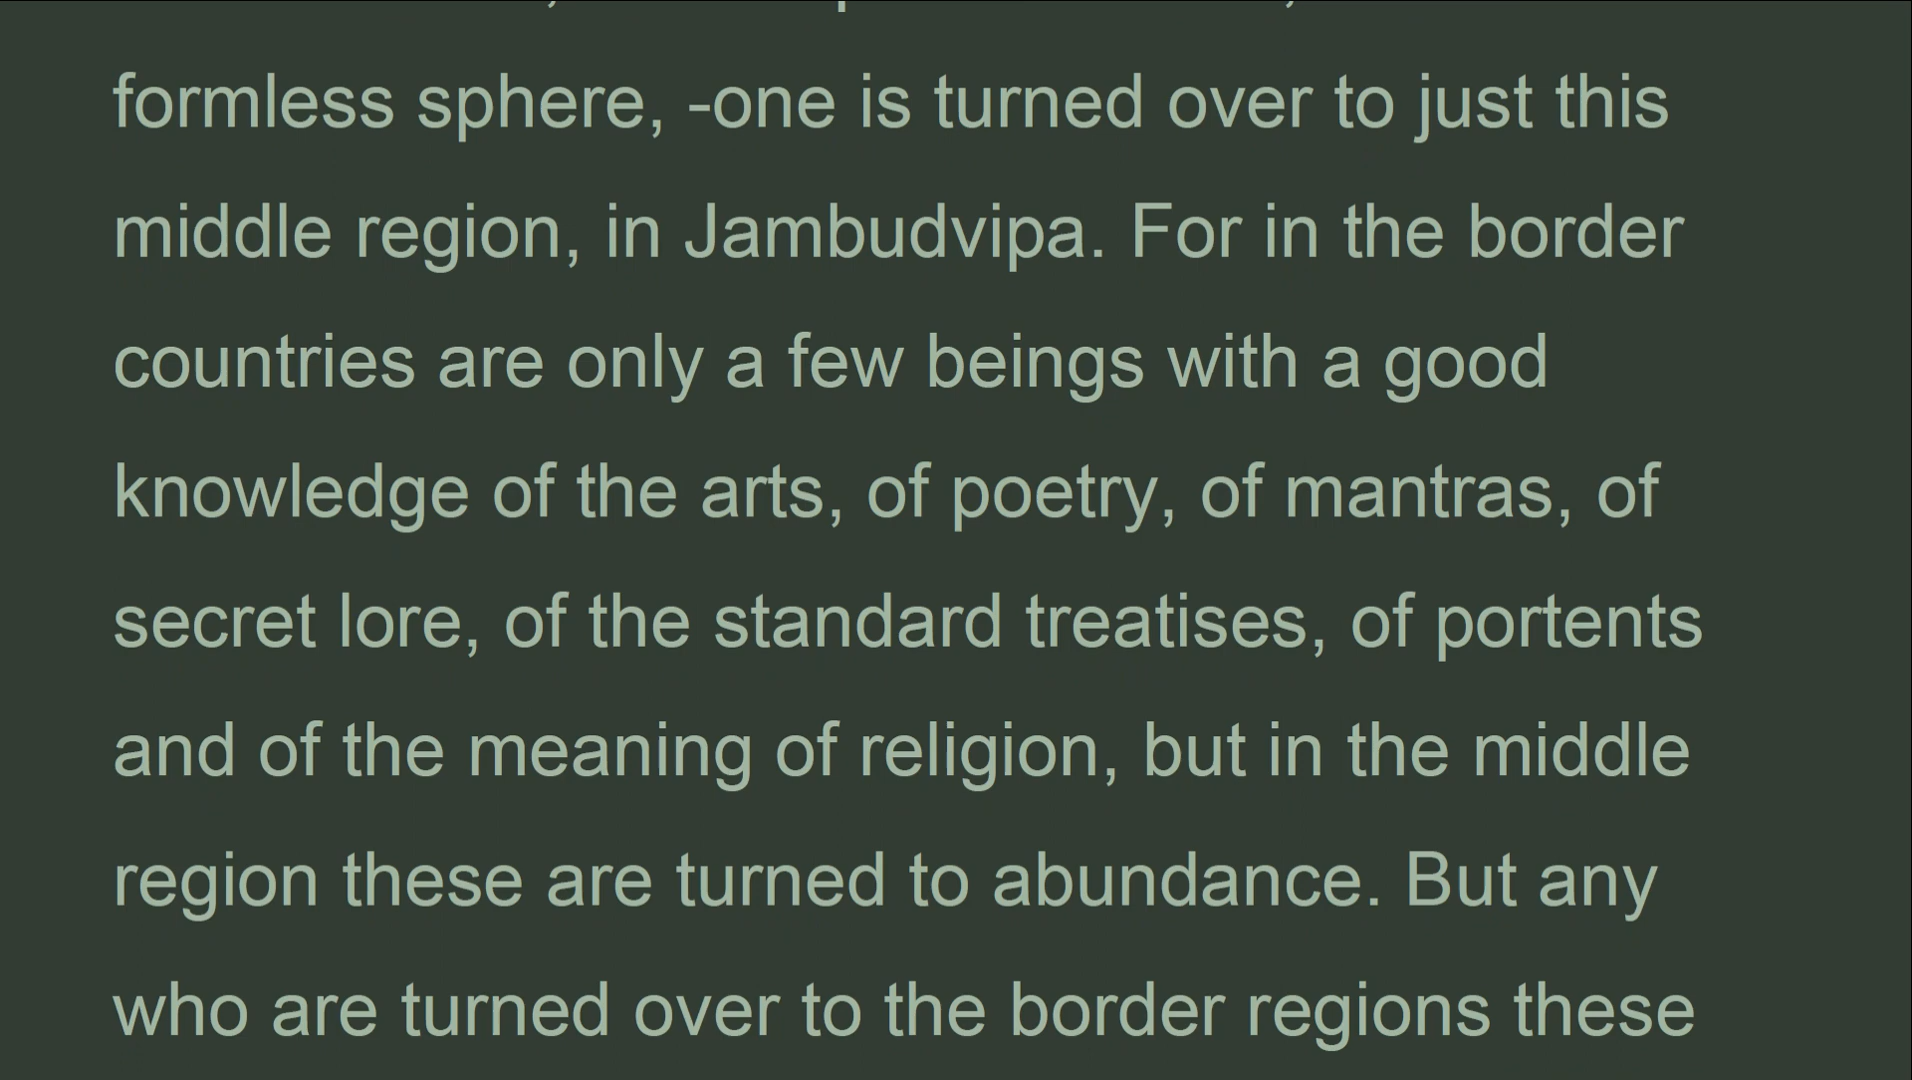 formless sphere, -one is turned over to just this
middle region, in Jambudvipa. For in the border
countries are only a few beings with a good
knowledge of the arts, of poetry, of mantras, of
secret lore, of the standard treatises, of portents
and of the meaning of religion, but in the middle
region these are turned to abundance. But any
who are turned over to the border regions these